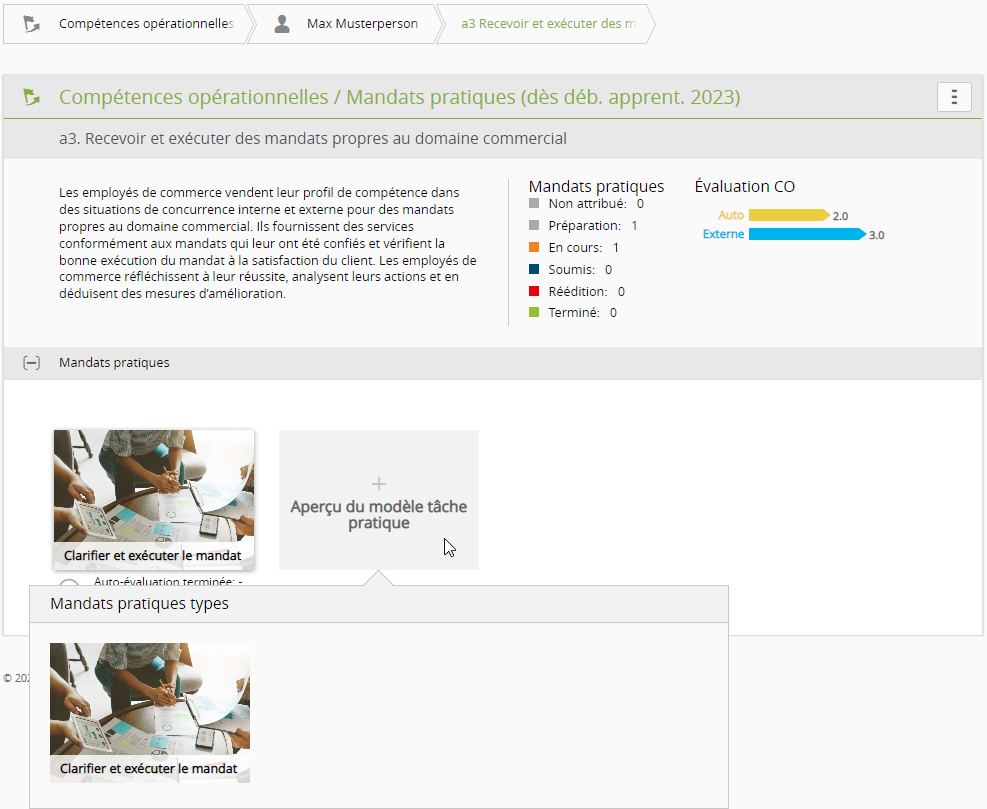 Compétences opérationnelles
Max Musterperson
a3 Recevoir et exécuter des m
Compétences opérationnelles / Mandats pratiques (dès déb. apprent. 2023)
a3. Recevoir et exécuter des mandats propres au domaine commercial
Les employés de commerce vendent leur profil de compétence dans
des situations de concurrence interne et externe pour des mandats
propres au domaine commercial. Ils fournissent des services
conformément aux mandats qui leur ont été confiés et vérifient la
bonne exécution du mandat à la satisfaction du client. Les employés de
commerce réfléchissent à leur réussite, analysent leurs actions et en
déduisent des mesures d'amélioration.
Mandats pratiques
Non attribué: 0
Préparation: 1
En cours: 1
Soumis: 0
Réédition: 0
Terminé: 0
Évaluation CO
Auto 2.0
Externe 3.0
Mandats pratiques
Clarifier et exécuter le mandat
Aperçu du modèle tâche
pratique
Auto-évaluation terminée: -
Mandats pratiques types
Clarifier et exécuter le mandat